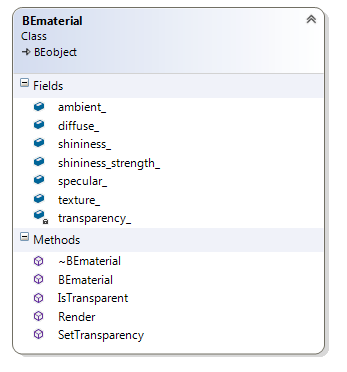 BEmaterial
Class
BEobject
Fields
ambient_
diffuse_
shininess_
shininess_strength_
specular_
texture_
transparency_
Methods
~BEmaterial
BEmaterial
IsTransparent
Render
SetTransparency